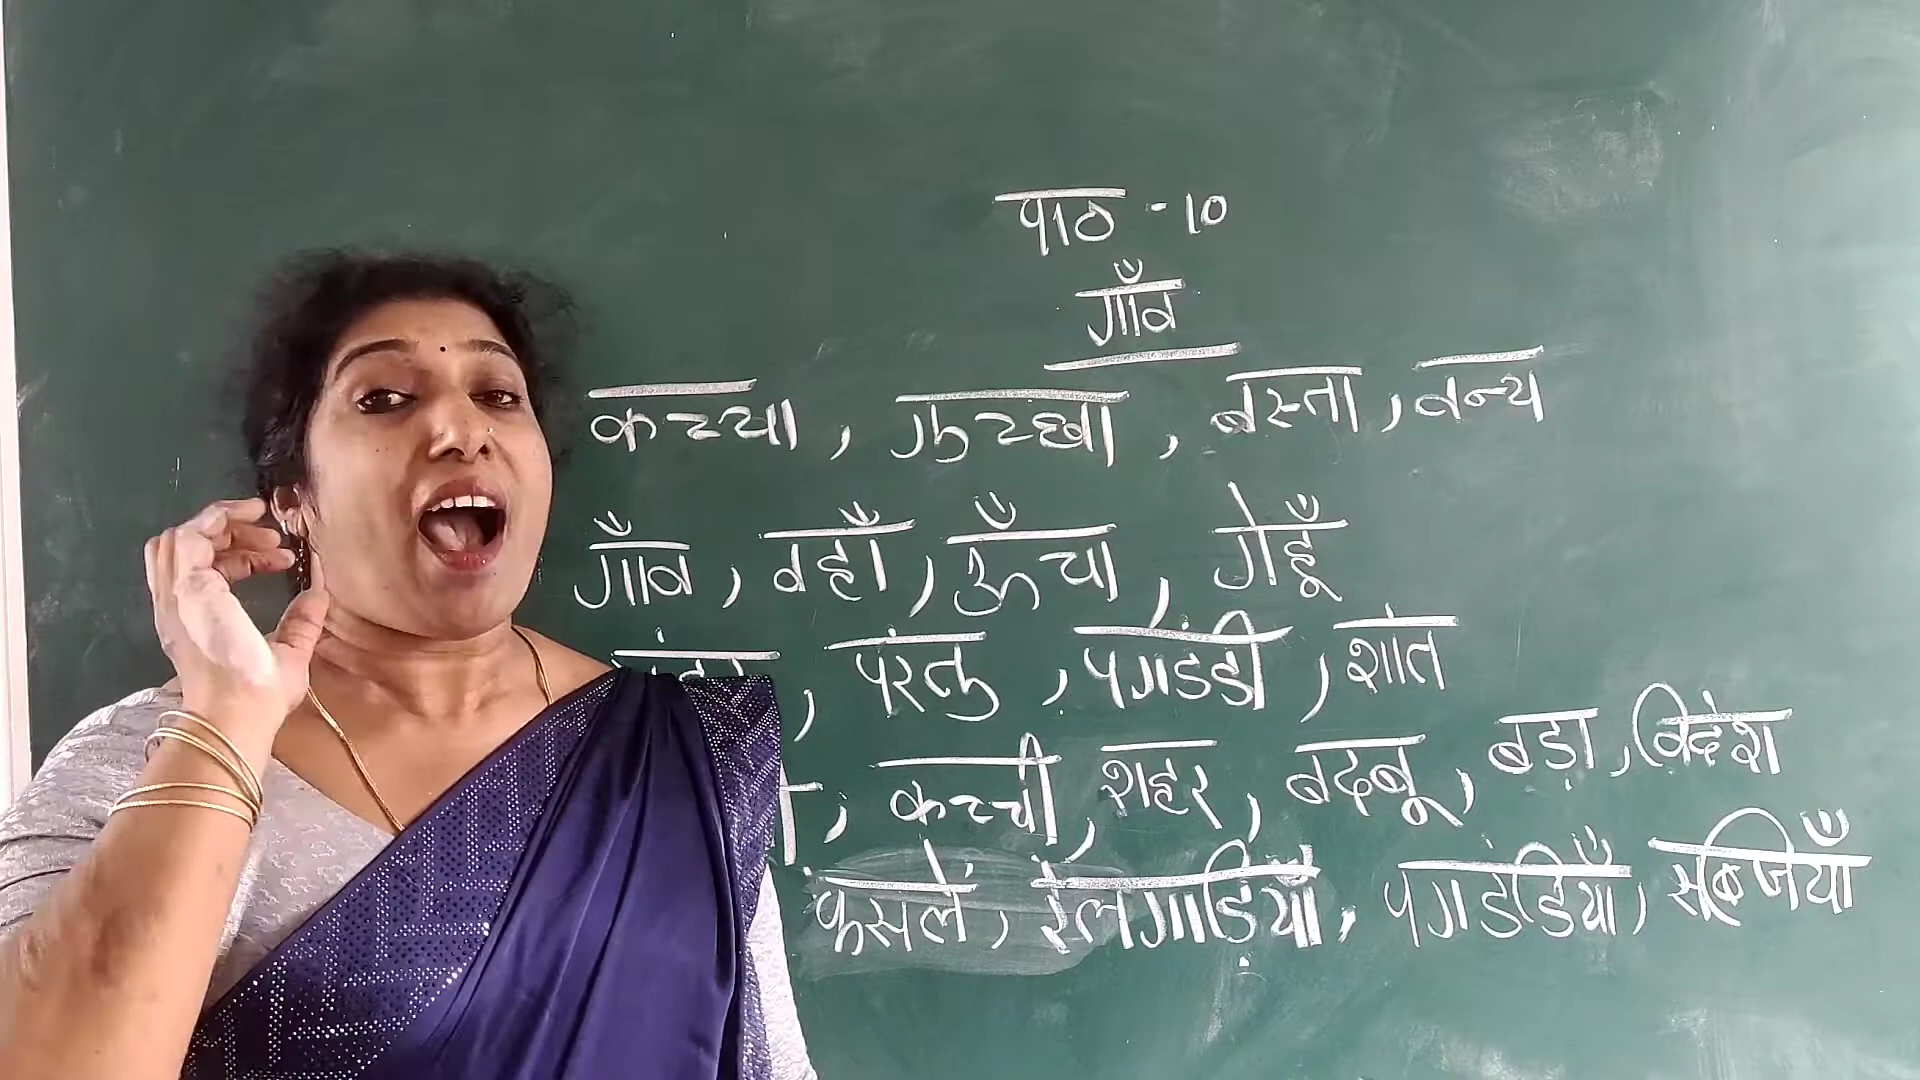 पाठ - 10
गाँव
कच्चा, गुच्छा, बस्ता, वन्य
गाँव, वहाँ, ऊँचा, गेहूँ
, परंतु, पगडंडी, शांत
, कच्ची, शहर, बदबू, बड़ा, विदेश
फसलें, रेलगाड़ियाँ, पगडंडियाँ, सब्जियाँ